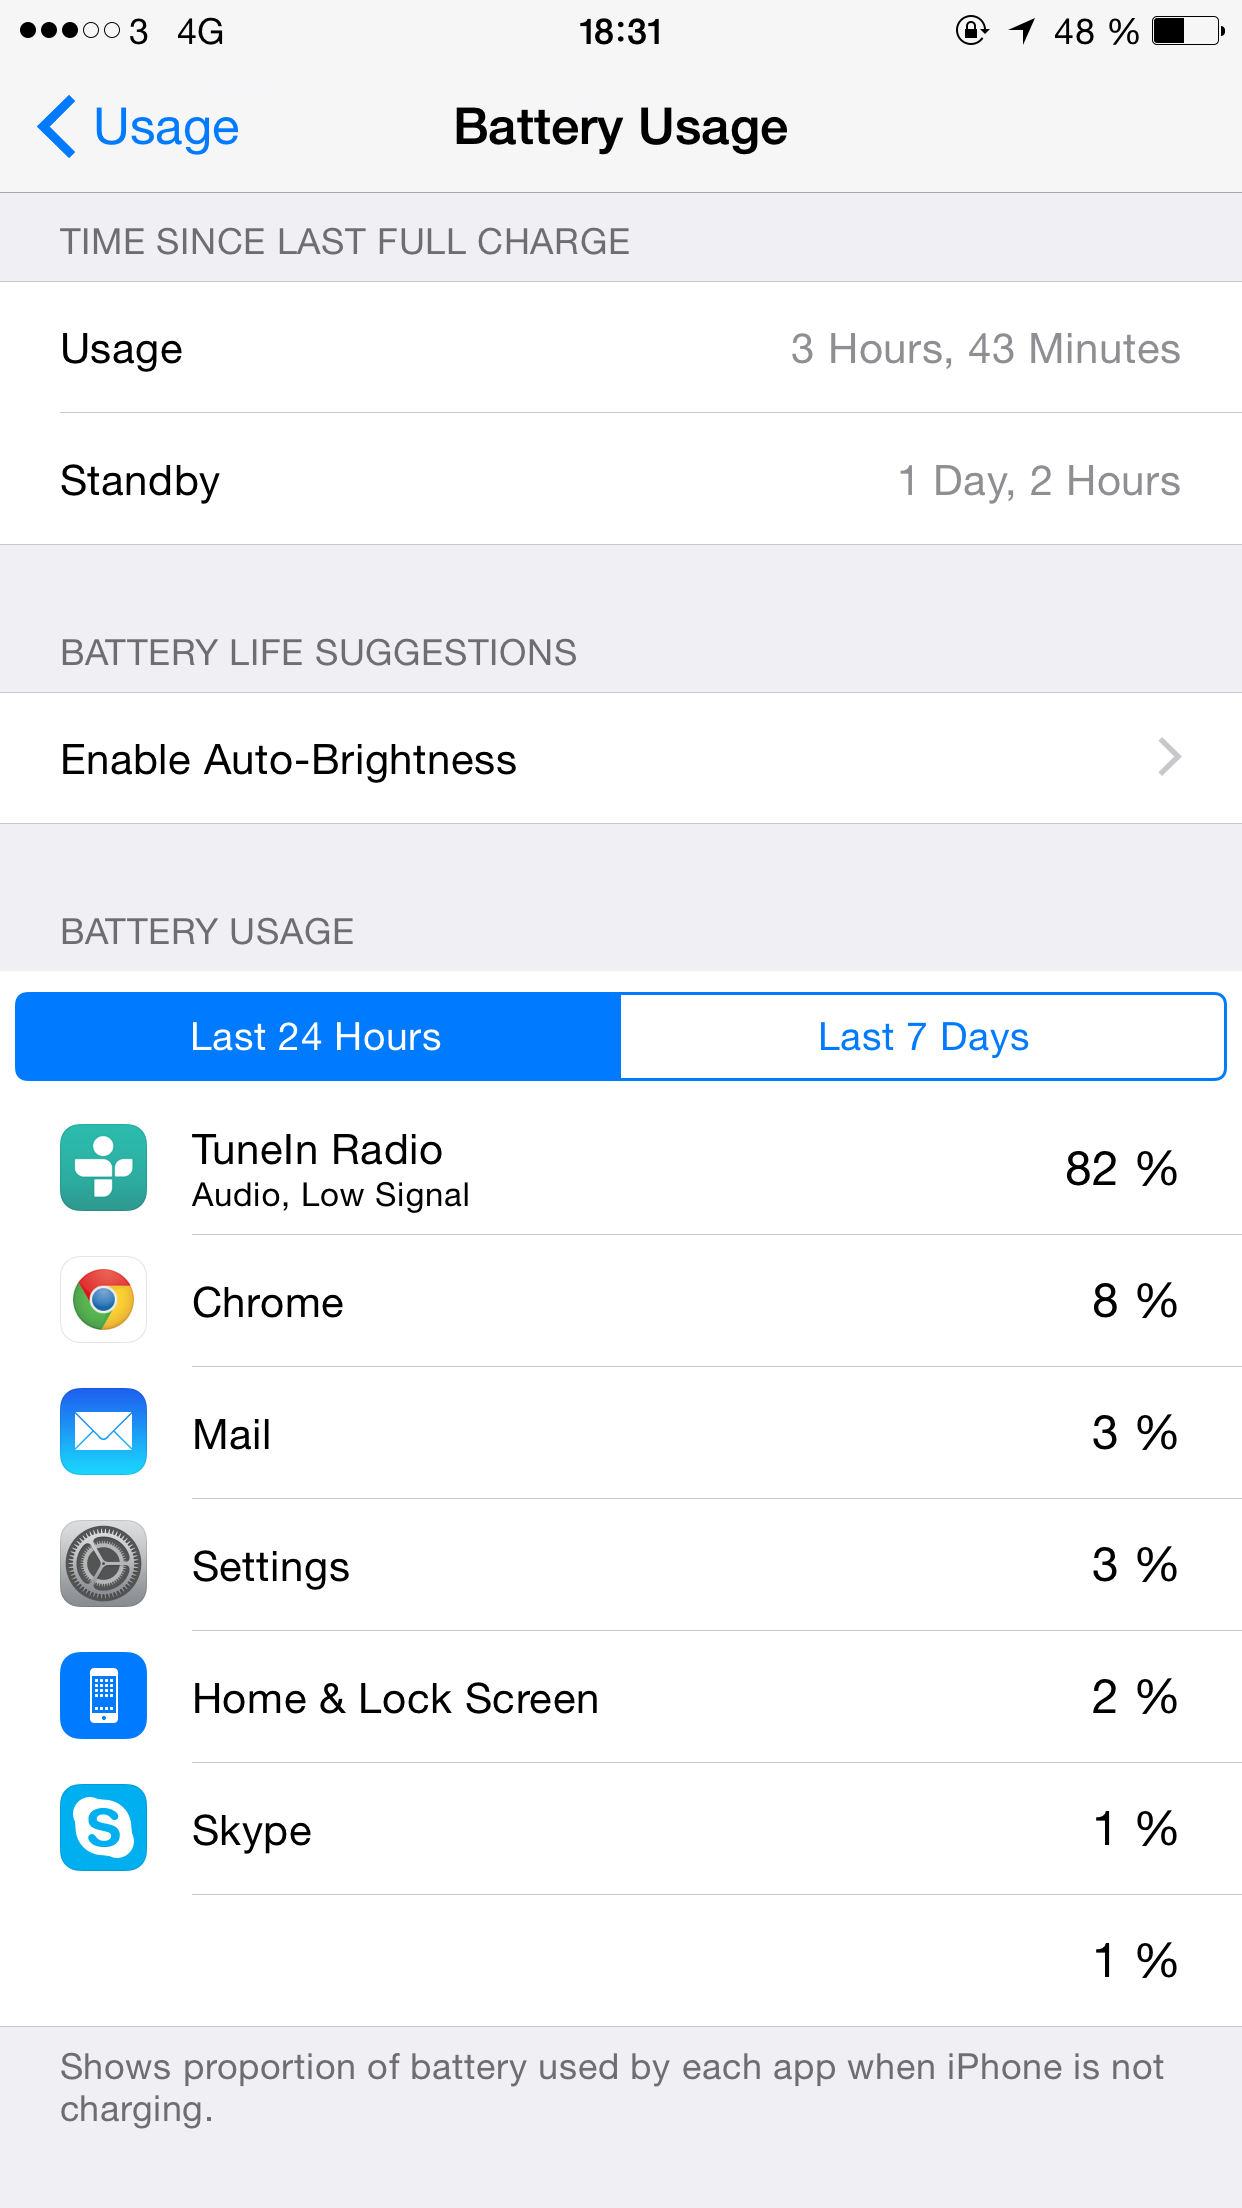 3 4G 18:31 48 %
Usage Battery Usage
TIME SINCE LAST FULL CHARGE
Usage 3 Hours, 43 Minutes
Standby 1 Day, 2 Hours
BATTERY LIFE SUGGESTIONS
Enable Auto-Brightness
BATTERY USAGE
Last 24 Hours Last 7 Days
TuneIn Radio 82 %
Audio, Low Signal
Chrome 8 %
Mail 3 %
Settings 3 %
Home & Lock Screen 2 %
Skype 1 %
1 %
Shows proportion of battery used by each app when iPhone is not
charging.